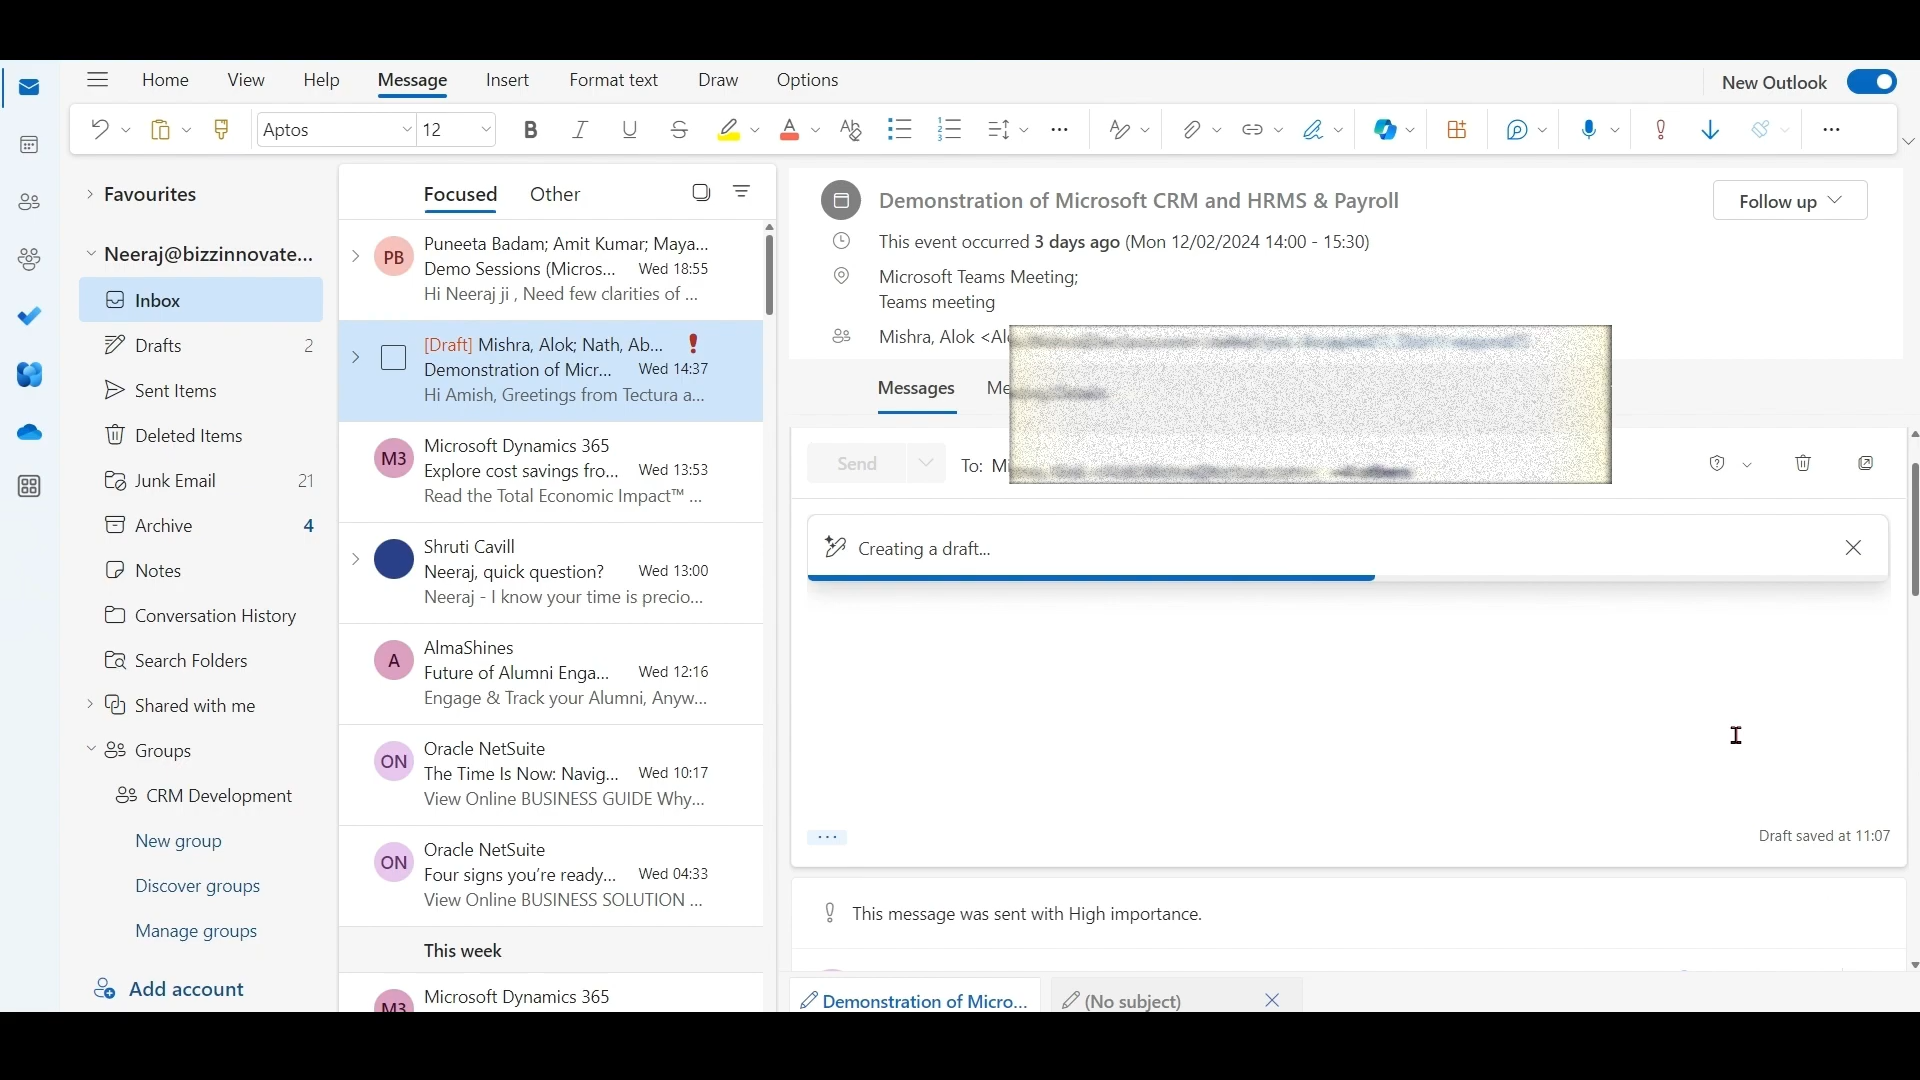 Home View Help Message Insert Format text Draw Options New Outlook
Aptos 12
Favourites
Neeraj@bizzinnovate...
Inbox
Drafts 2
Sent Items
Deleted Items
Junk Email 21
Archive 4
Notes
Conversation History
Search Folders
Shared with me
Groups
CRM Development
New group
Discover groups
Manage groups
Add account
Focused Other
PB
Puneeta Badam; Amit Kumar; Maya...
Demo Sessions (Micros... Wed 18:55
Hi Neeraj ji , Need few clarities of ...
[Draft] Mishra, Alok; Nath, Ab...
Demonstration of Micr... Wed 14:37
Hi Amish, Greetings from Tectura a...
M3
Microsoft Dynamics 365
Explore cost savings fro... Wed 13:53
Read the Total Economic Impact™ ...
Shruti Cavill
Neeraj, quick question? Wed 13:00
Neeraj - I know your time is precio...
A
AlmaShines
Future of Alumni Enga... Wed 12:16
Engage & Track your Alumni, Anyw...
ON
Oracle NetSuite
The Time Is Now: Navig... Wed 10:17
View Online BUSINESS GUIDE Why...
ON
Oracle NetSuite
Four signs you're ready... Wed 04:33
View Online BUSINESS SOLUTION ...
This week
M3
Microsoft Dynamics 365
Demonstration of Microsoft CRM and HRMS & Payroll
Follow up
This event occurred 3 days ago (Mon 12/02/2024 14:00 - 15:30)
Microsoft Teams Meeting;
Teams meeting
Mishra, Alok
Messages
Send To:
Creating a draft...
Draft saved at 11:07
This message was sent with High importance.
Demonstration of Micro... (No subject)